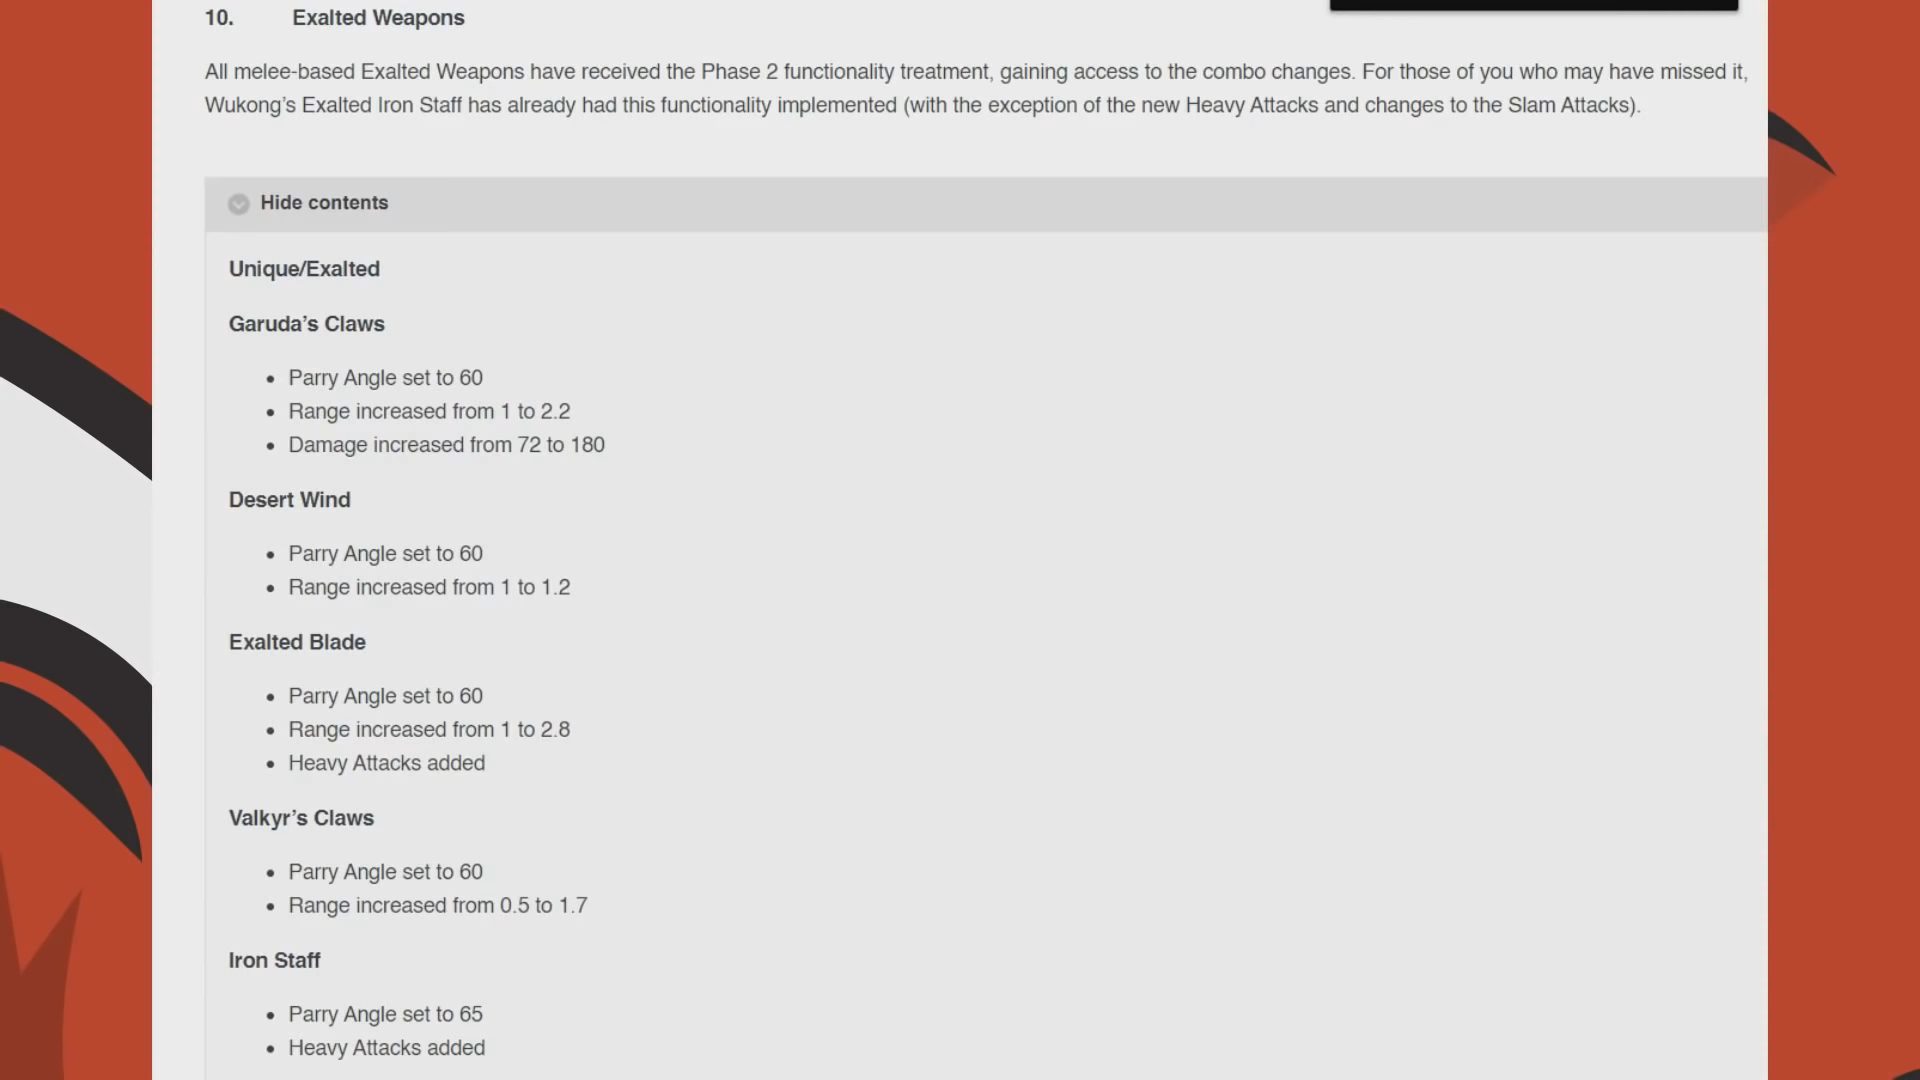 10. Exalted Weapons
All melee-based Exalted Weapons have received the Phase 2 functionality treatment, gaining access to the combo changes. For those of you who may have missed it,
Wukong’s Exalted Iron Staff has already had this functionality implemented (with the exception of the new Heavy Attacks and changes to the Slam Attacks).
Hide contents
Unique/Exalted
Garuda’s Claws
• Parry Angle set to 60
• Range increased from 1 to 2.2
• Damage increased from 72 to 180
Desert Wind
• Parry Angle set to 60
• Range increased from 1 to 1.2
Exalted Blade
• Parry Angle set to 60
• Range increased from 1 to 2.8
• Heavy Attacks added
Valkyr’s Claws
• Parry Angle set to 60
• Range increased from 0.5 to 1.7
Iron Staff
• Parry Angle set to 65
• Heavy Attacks added